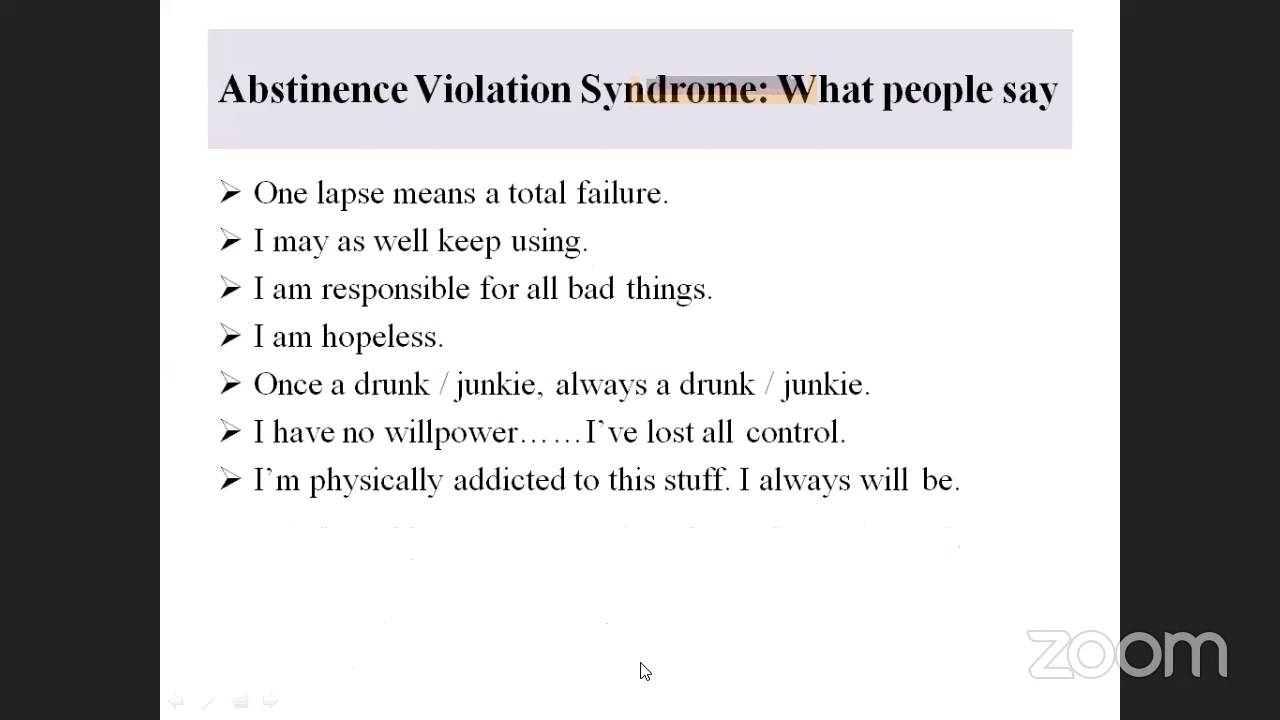 Abstinence Violation Syndrome: What people say
➢ One lapse means a total failure.
➢ I may as well keep using.
➢ I am responsible for all bad things.
➢ I am hopeless.
➢ Once a drunk / junkie, always a drunk / junkie.
➢ I have no willpower……I’ve lost all control.
➢ I’m physically addicted to this stuff. I always will be.
zoom